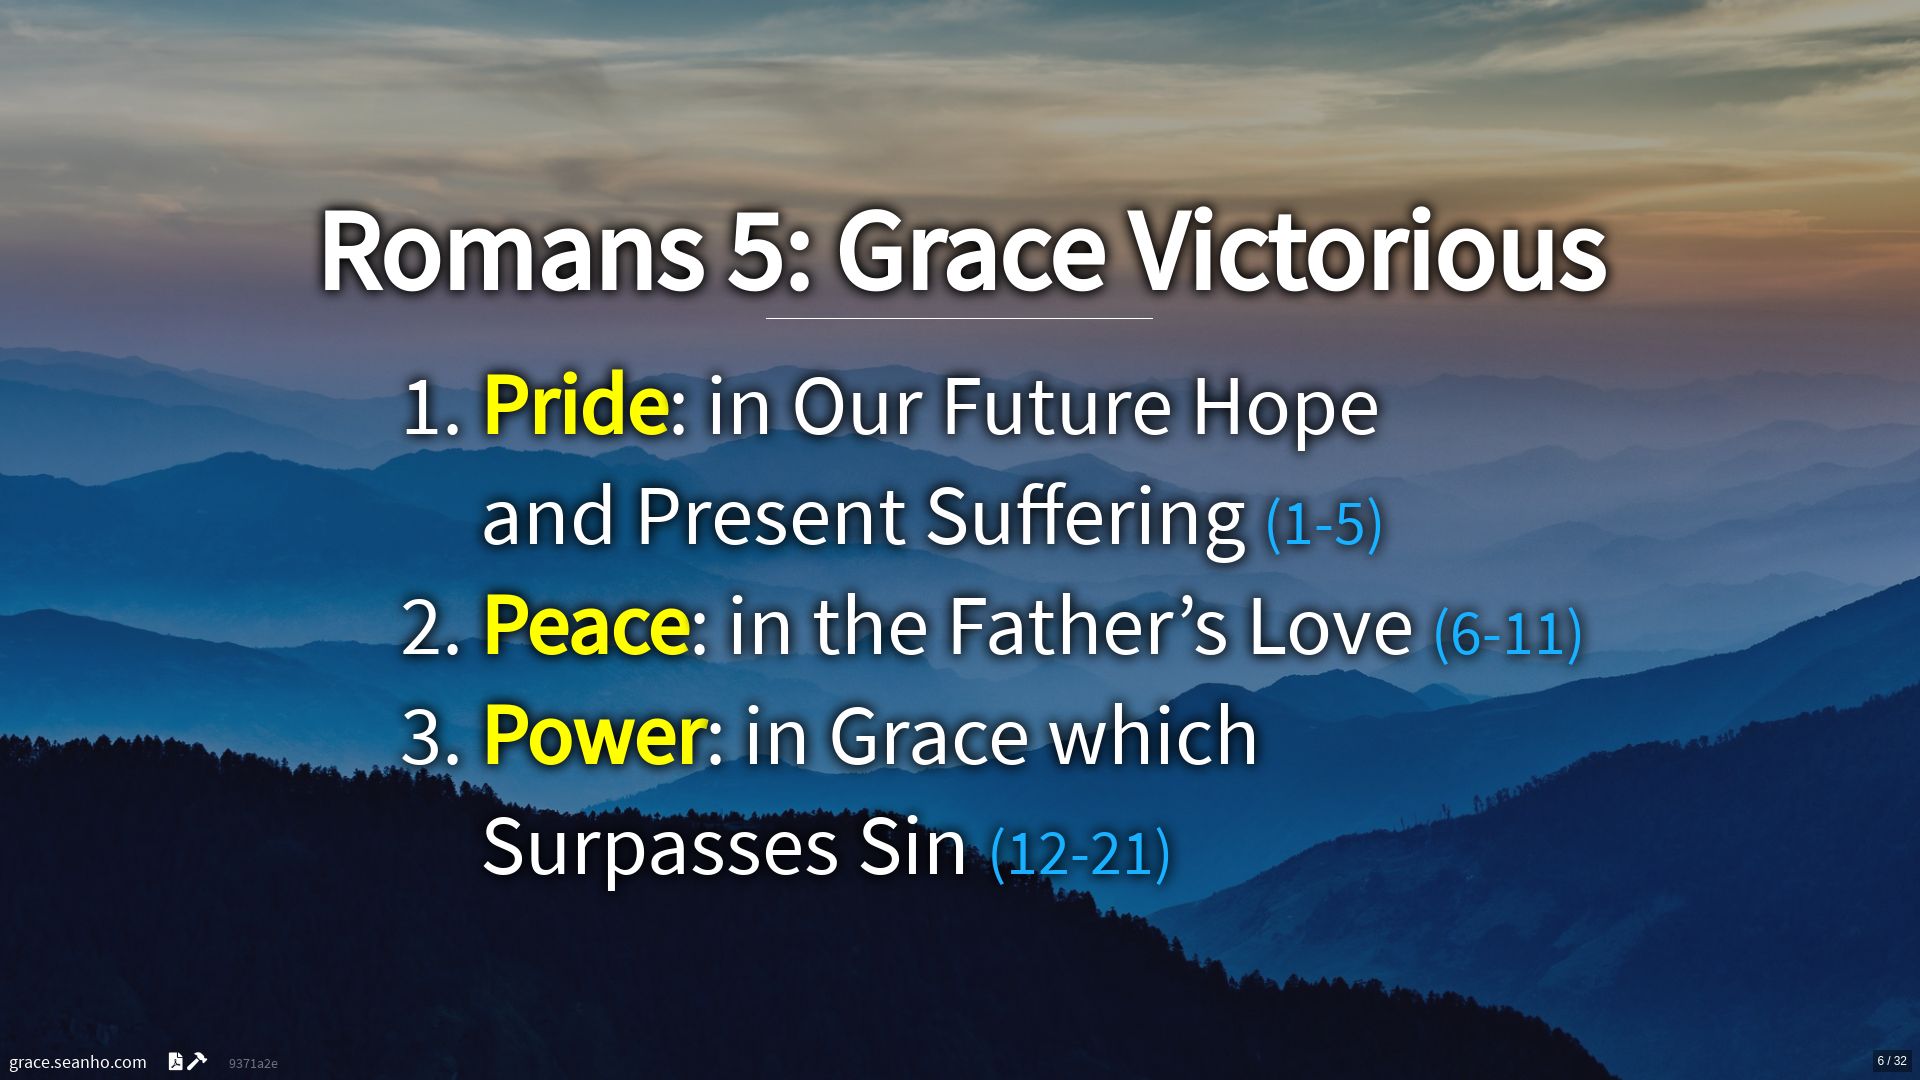 Romans 5: Grace Victorious
1. Pride: in Our Future Hope
and Present Suffering (1-5)
2. Peace: in the Father’s Love (6-11)
3. Power: in Grace which
Surpasses Sin (12-21)
grace.seanho.com 9371a2e
6 / 32